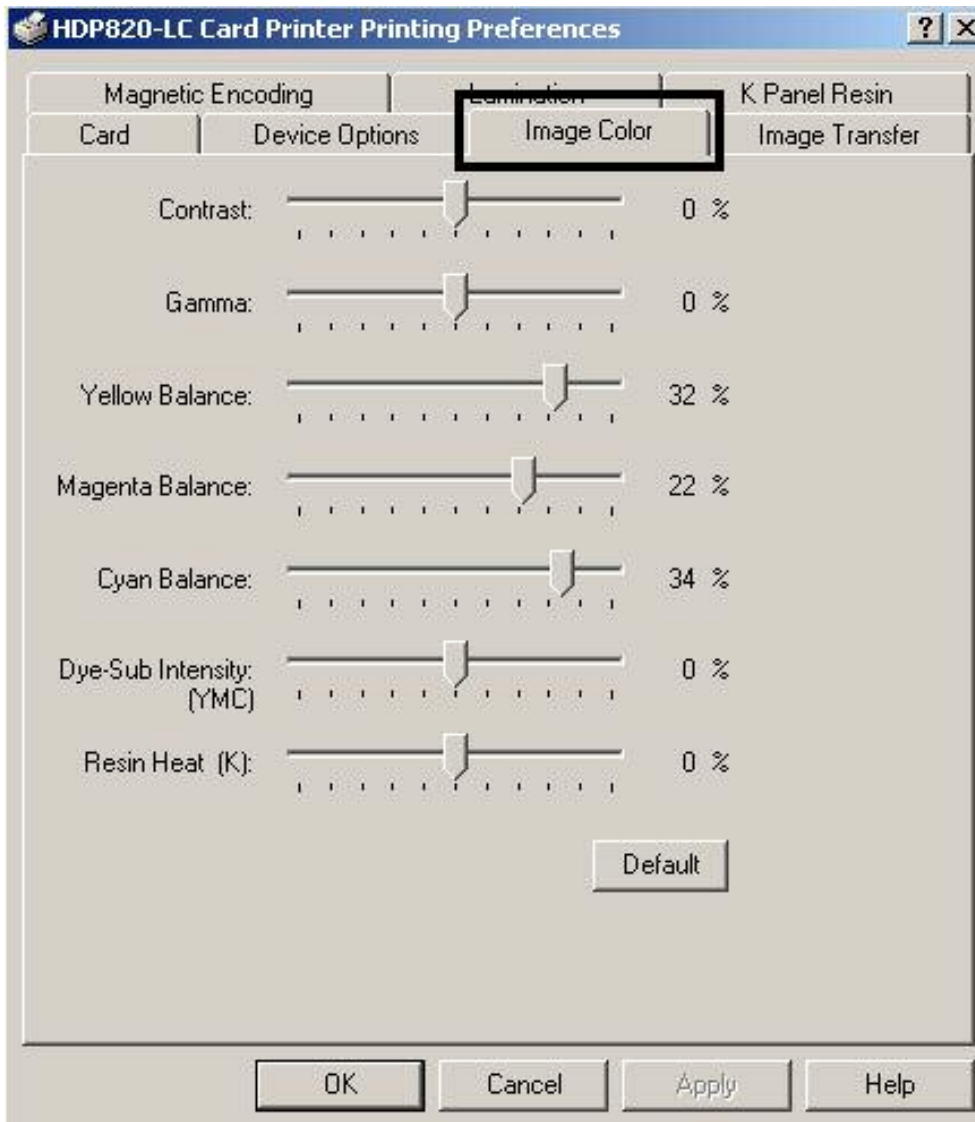 HDP820-LC Card Printer Printing Preferences
Magnetic Encoding Lamination K Panel Resin
Card Device Options Image Color Image Transfer
Contrast: 0 %
Gamma: 0 %
Yellow Balance: 32 %
Magenta Balance: 22 %
Cyan Balance: 34 %
Dye-Sub Intensity: 0 %
(YMC)
Resin Heat (K): 0 %
Default
OK Cancel Apply Help